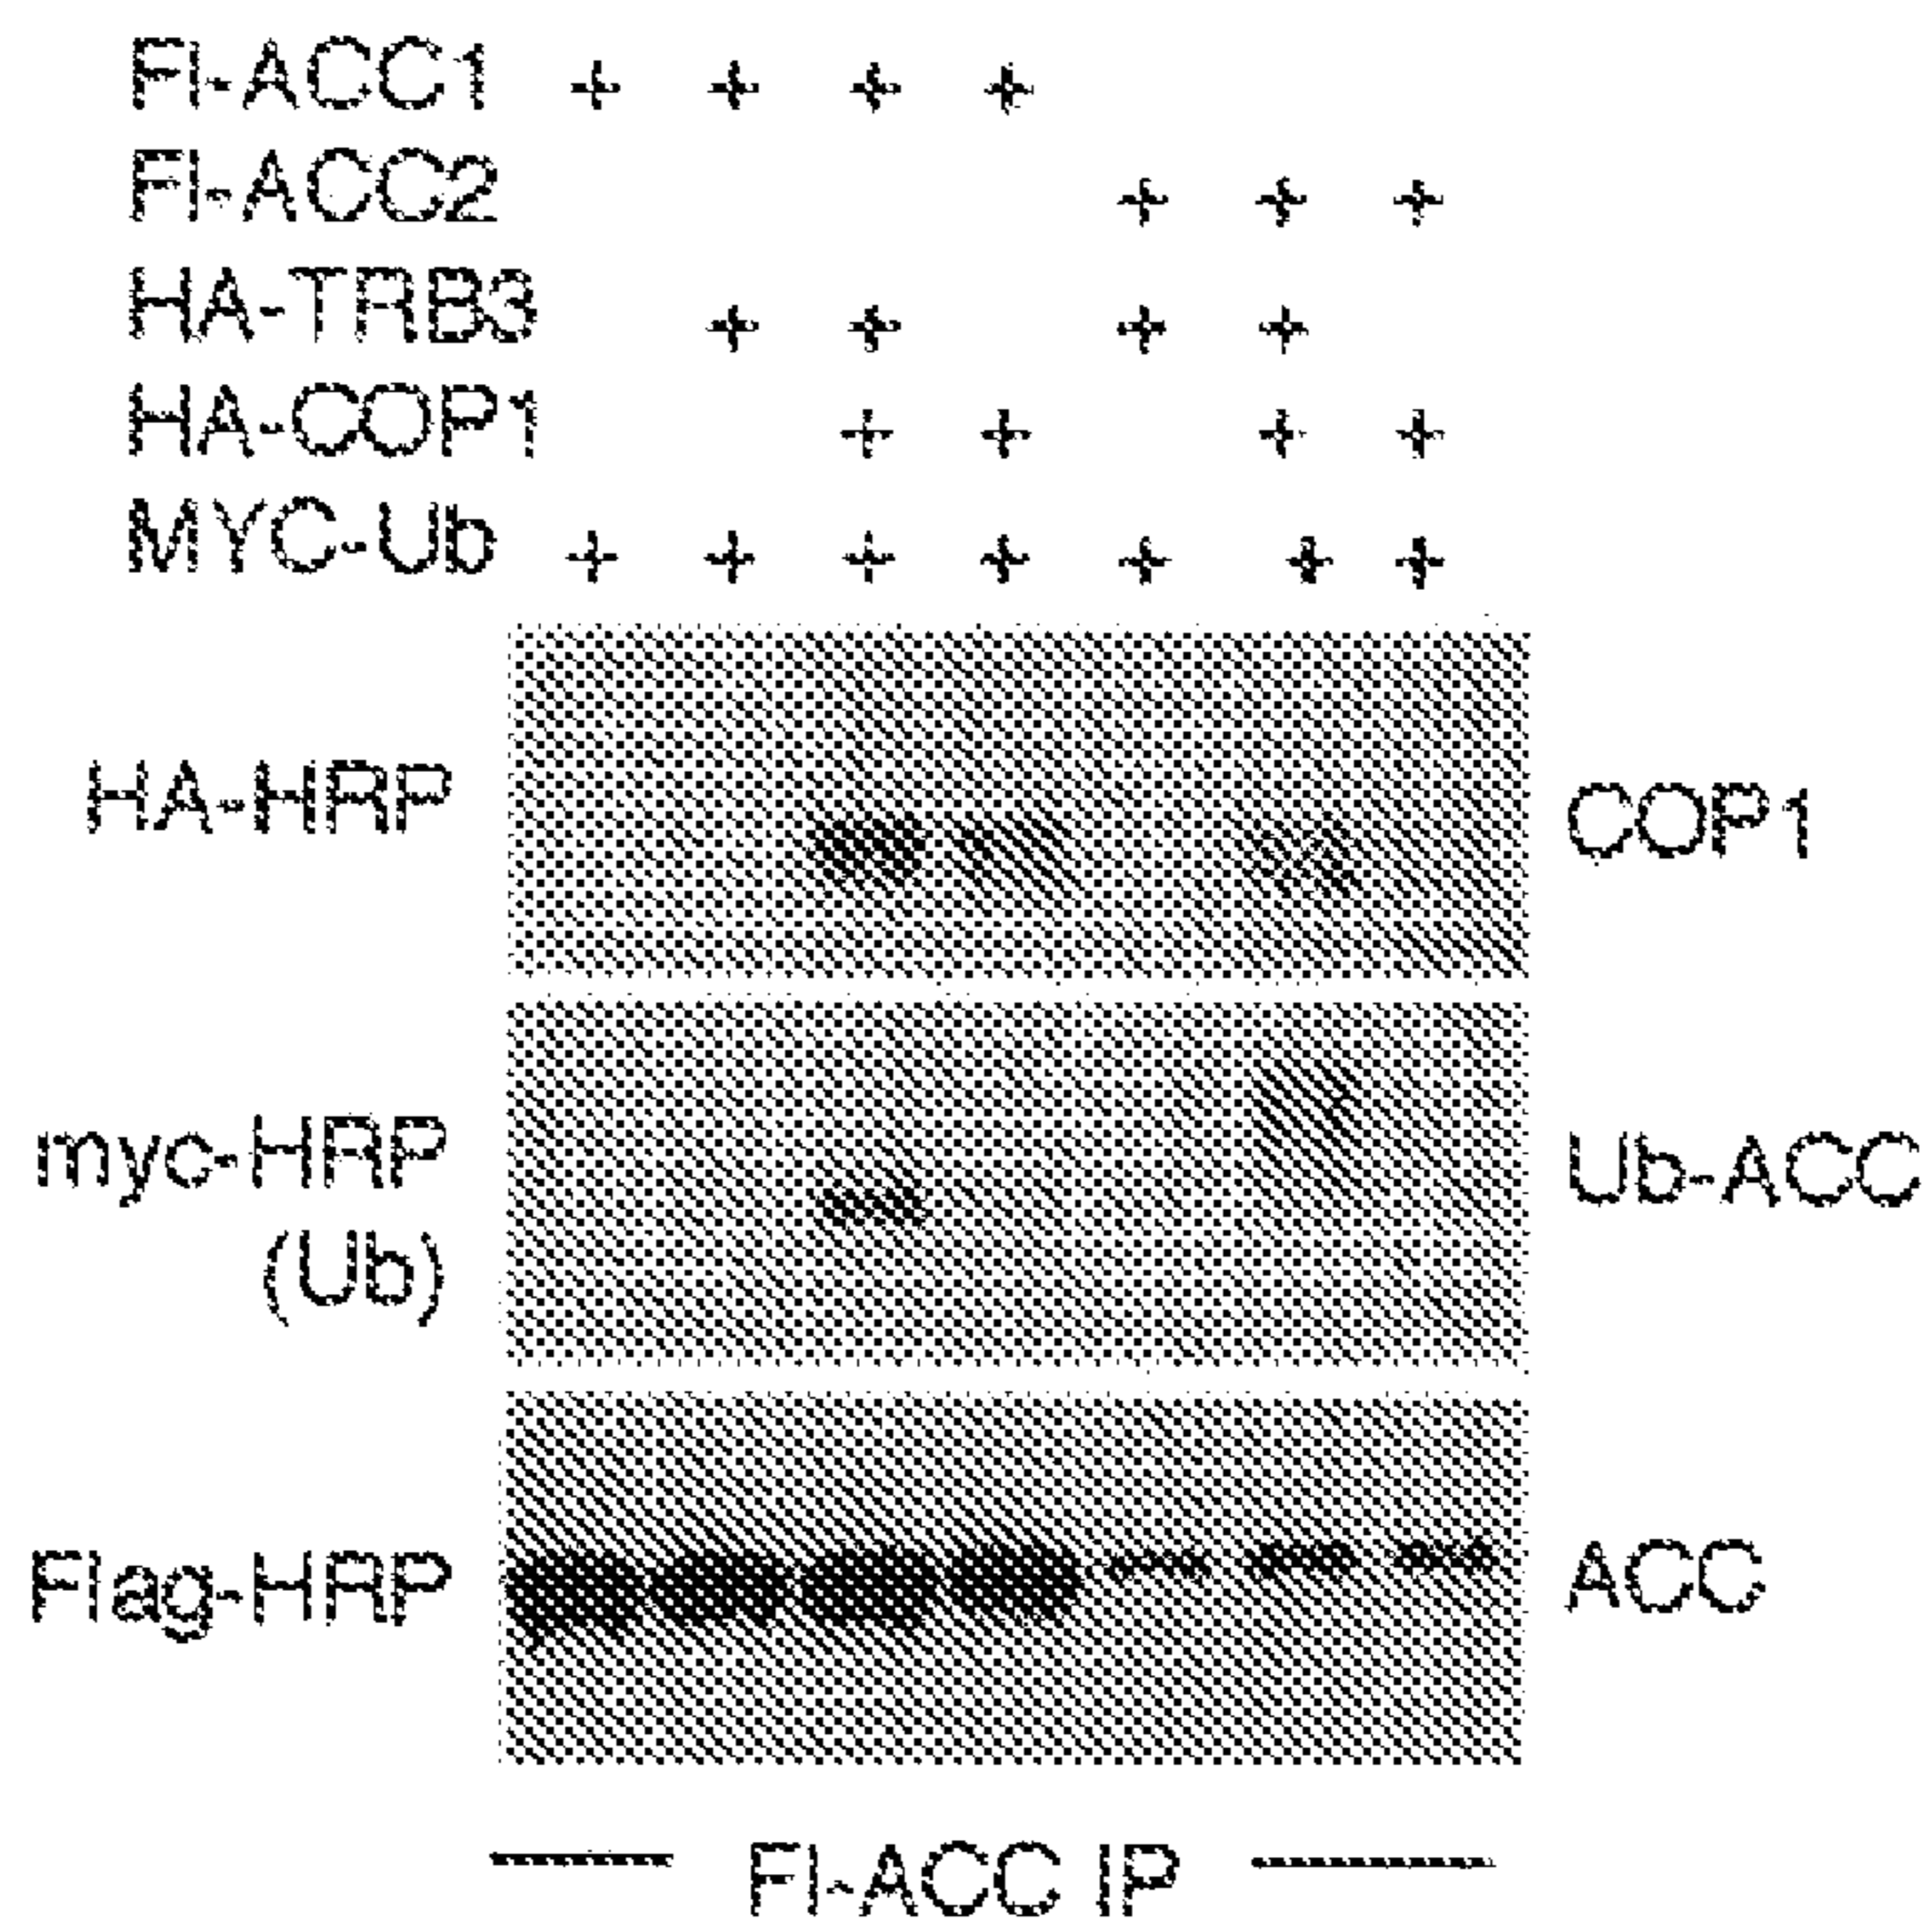 Fl-ACC1 + + + +
Fl-ACC2 + + +
HA-TRB3 + + + +
HA-COP1 + + + +
MYC-Ub + + + + + + +
HA-HRP COP1
myc-HRP Ub-ACC
(Ub)
Flag-HRP ACC
Fl-ACC IP